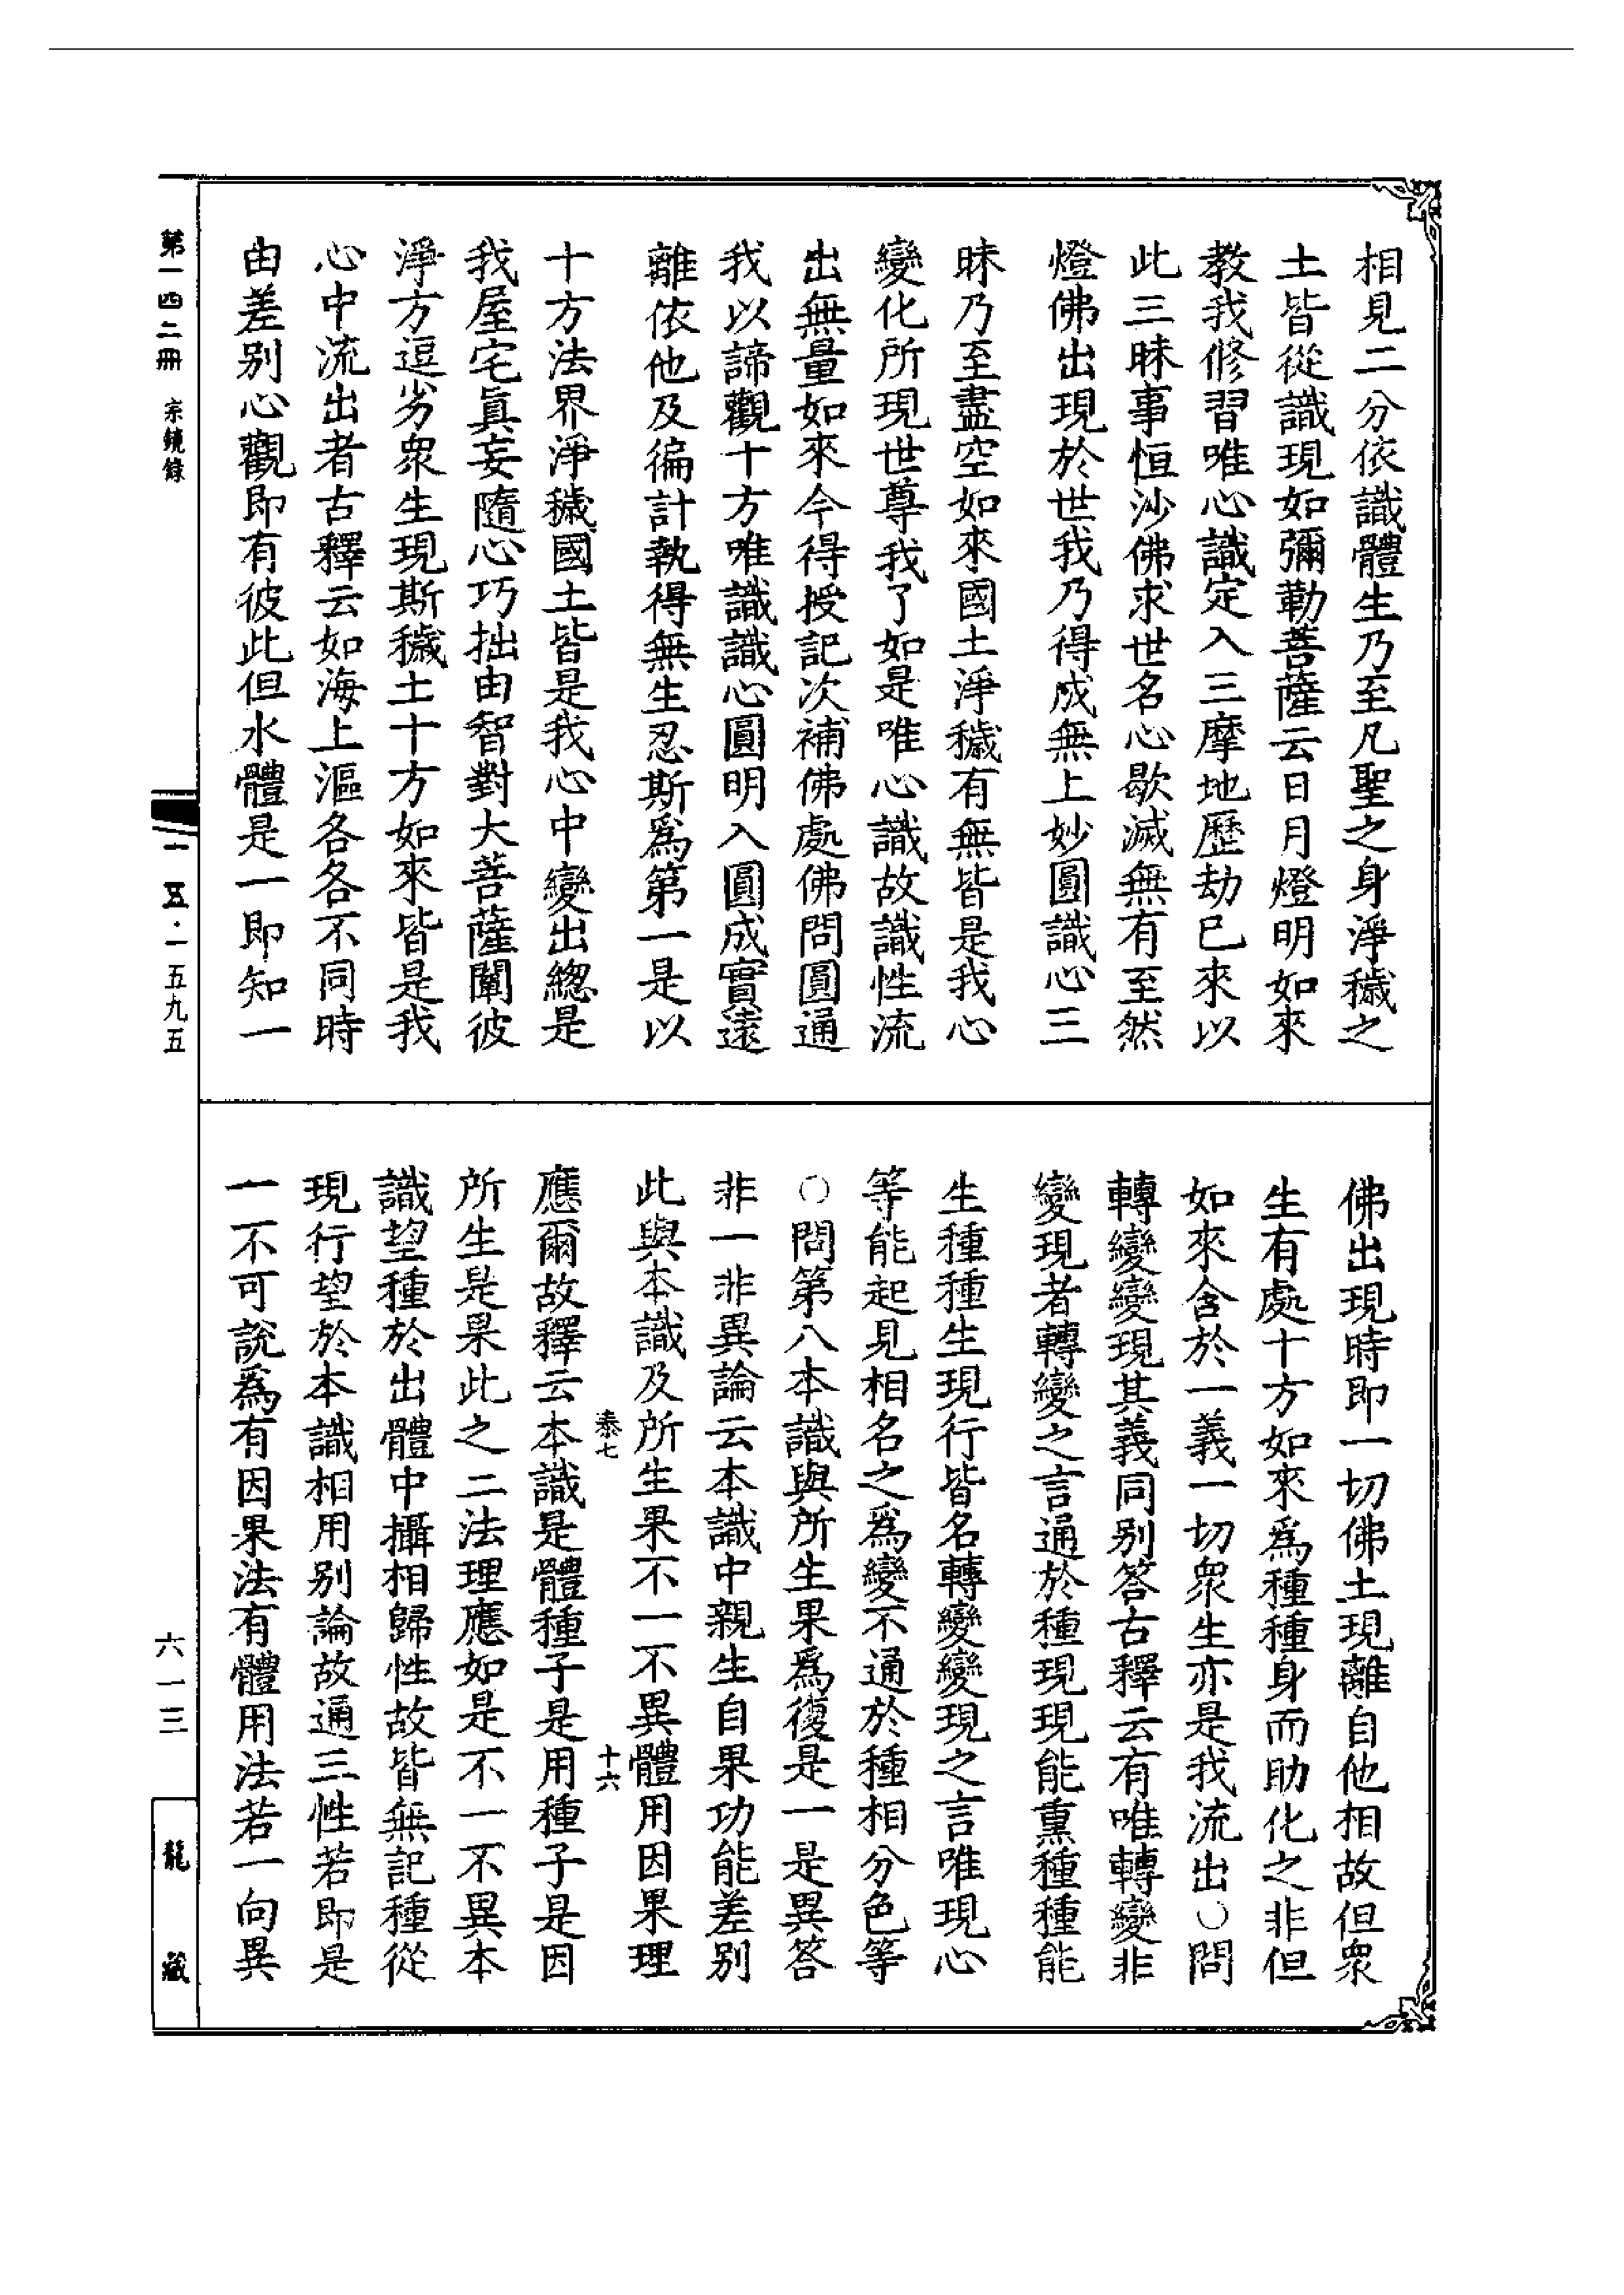 相見二分依識體生乃至凡聖之身淨穢之
土皆從識現如彌勒菩薩云日月燈明如來
教我修習唯心識定入三摩地歷劫已來以
此三昧事恒沙佛求世名心歇滅無有至然
燈佛出現於世我乃得成無上妙圓識心三
昧乃至盡空如來國土淨穢有無皆是我心
變化所現世尊我了如是唯心識故識性流
出無量如來今得授記次補佛處佛問圓通
我以諦觀十方唯識識心圓明入圓成實遠
離依他及徧計執得無生忍斯爲第一是以
十方法界淨穢國土皆是我心中變出總是
我屋宅眞妄隨心巧拙由智對大菩薩闡彼
淨方逗劣衆生現斯穢土十方如來皆是我
心中流出者古釋云如海上漚各各不同時
由差別心觀即有彼此但水體是一即知一
佛出現時即一切佛土現離自他相故但衆
生有處十方如來爲種種身而助化之非但
如來含於一義一切衆生亦是我流出○問
轉變變現其義同別答古釋云有唯轉變非
變現者轉變之言通於種現現能熏種種能
生種種生現行皆名轉變變現之言唯現心
等能起見相名之爲變不通於種相分色等
○問第八本識與所生果爲復是一是異答
非一非異論云本識中親生自果功能差別
此與本識及所生果不一不異體用因果理
泰七 十六
應爾故釋云本識是體種子是用種子是因
所生是果此之二法理應如是不一不異本
識望種於出體中攝相歸性故皆無記種從
現行望於本識相用別論故通三性若即是
一不可說爲有因果法有體用法若一向異
第一四二冊 宗鏡錄
一五·一五九五
六一三
龍藏